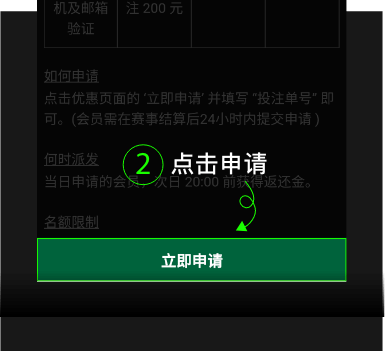 机及邮箱
注 200 元
验证
如何申请
点击优惠页面的 '立即申请' 并填写 "投注单号" 即
可。(会员需在赛事结算后24小时内提交申请 )
何时派发
② 点击申请
当日申请的会员，次日 20:00 前获得返还金。
名额限制
立即申请